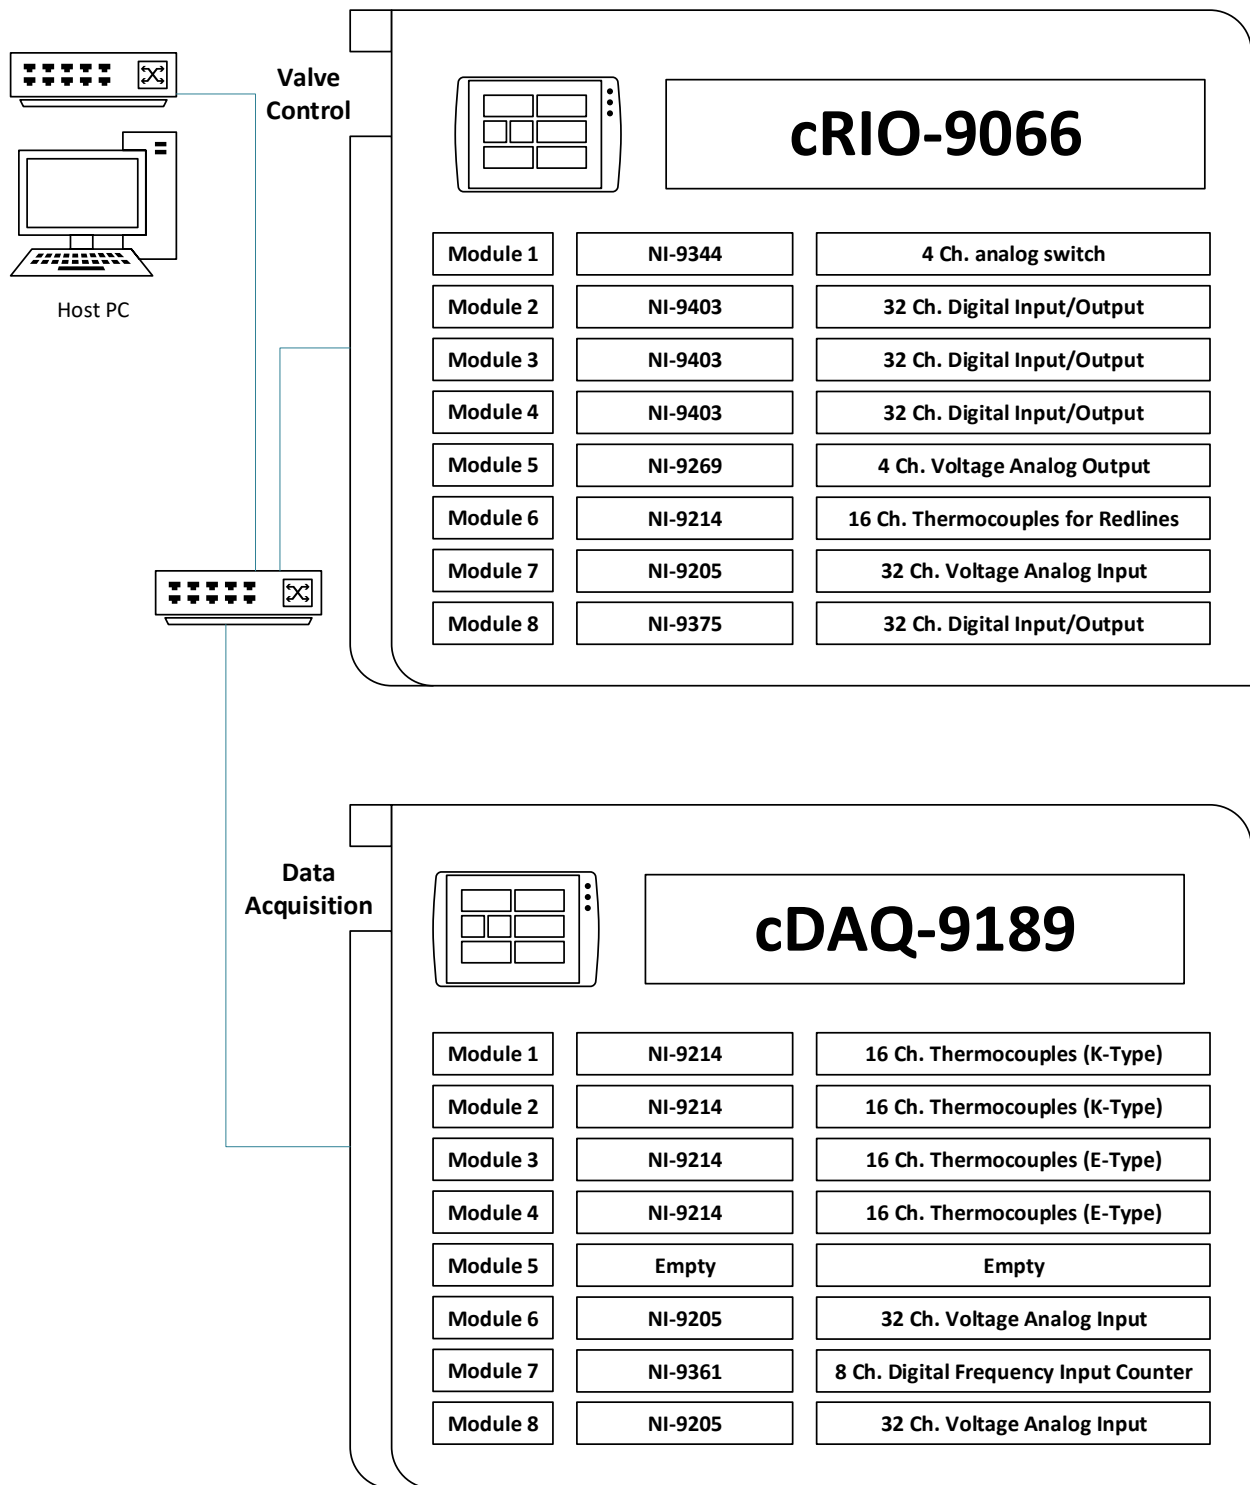 Valve
Control
cRIO-9066
Host PC
Module 1 NI-9344 4 Ch. analog switch
Module 2 NI-9403 32 Ch. Digital Input/Output
Module 3 NI-9403 32 Ch. Digital Input/Output
Module 4 NI-9403 32 Ch. Digital Input/Output
Module 5 NI-9269 4 Ch. Voltage Analog Output
Module 6 NI-9214 16 Ch. Thermocouples for Redlines
Module 7 NI-9205 32 Ch. Voltage Analog Input
Module 8 NI-9375 32 Ch. Digital Input/Output
Data
Acquisition
cDAQ-9189
Module 1 NI-9214 16 Ch. Thermocouples (K-Type)
Module 2 NI-9214 16 Ch. Thermocouples (K-Type)
Module 3 NI-9214 16 Ch. Thermocouples (E-Type)
Module 4 NI-9214 16 Ch. Thermocouples (E-Type)
Module 5 Empty Empty
Module 6 NI-9205 32 Ch. Voltage Analog Input
Module 7 NI-9361 8 Ch. Digital Frequency Input Counter
Module 8 NI-9205 32 Ch. Voltage Analog Input